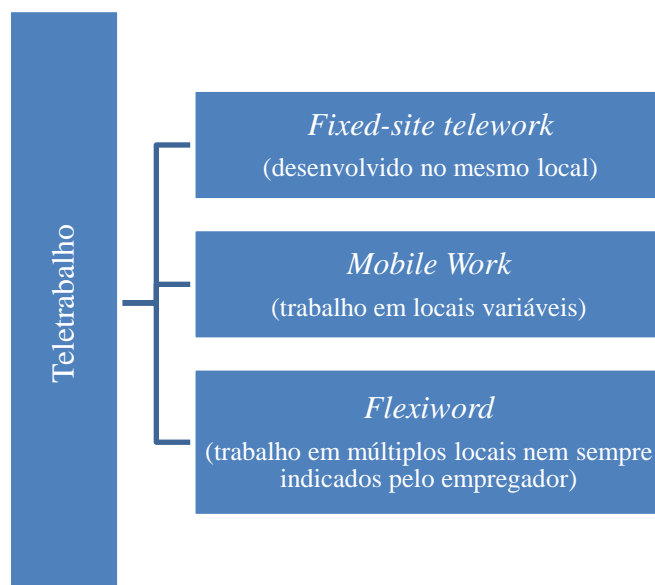 Teletrabalho
Fixed-site telework
(desenvolvido no mesmo local)
Mobile Work
(trabalho em locais variáveis)
Flexiword
(trabalho em múltiplos locais nem sempre
indicados pelo empregador)